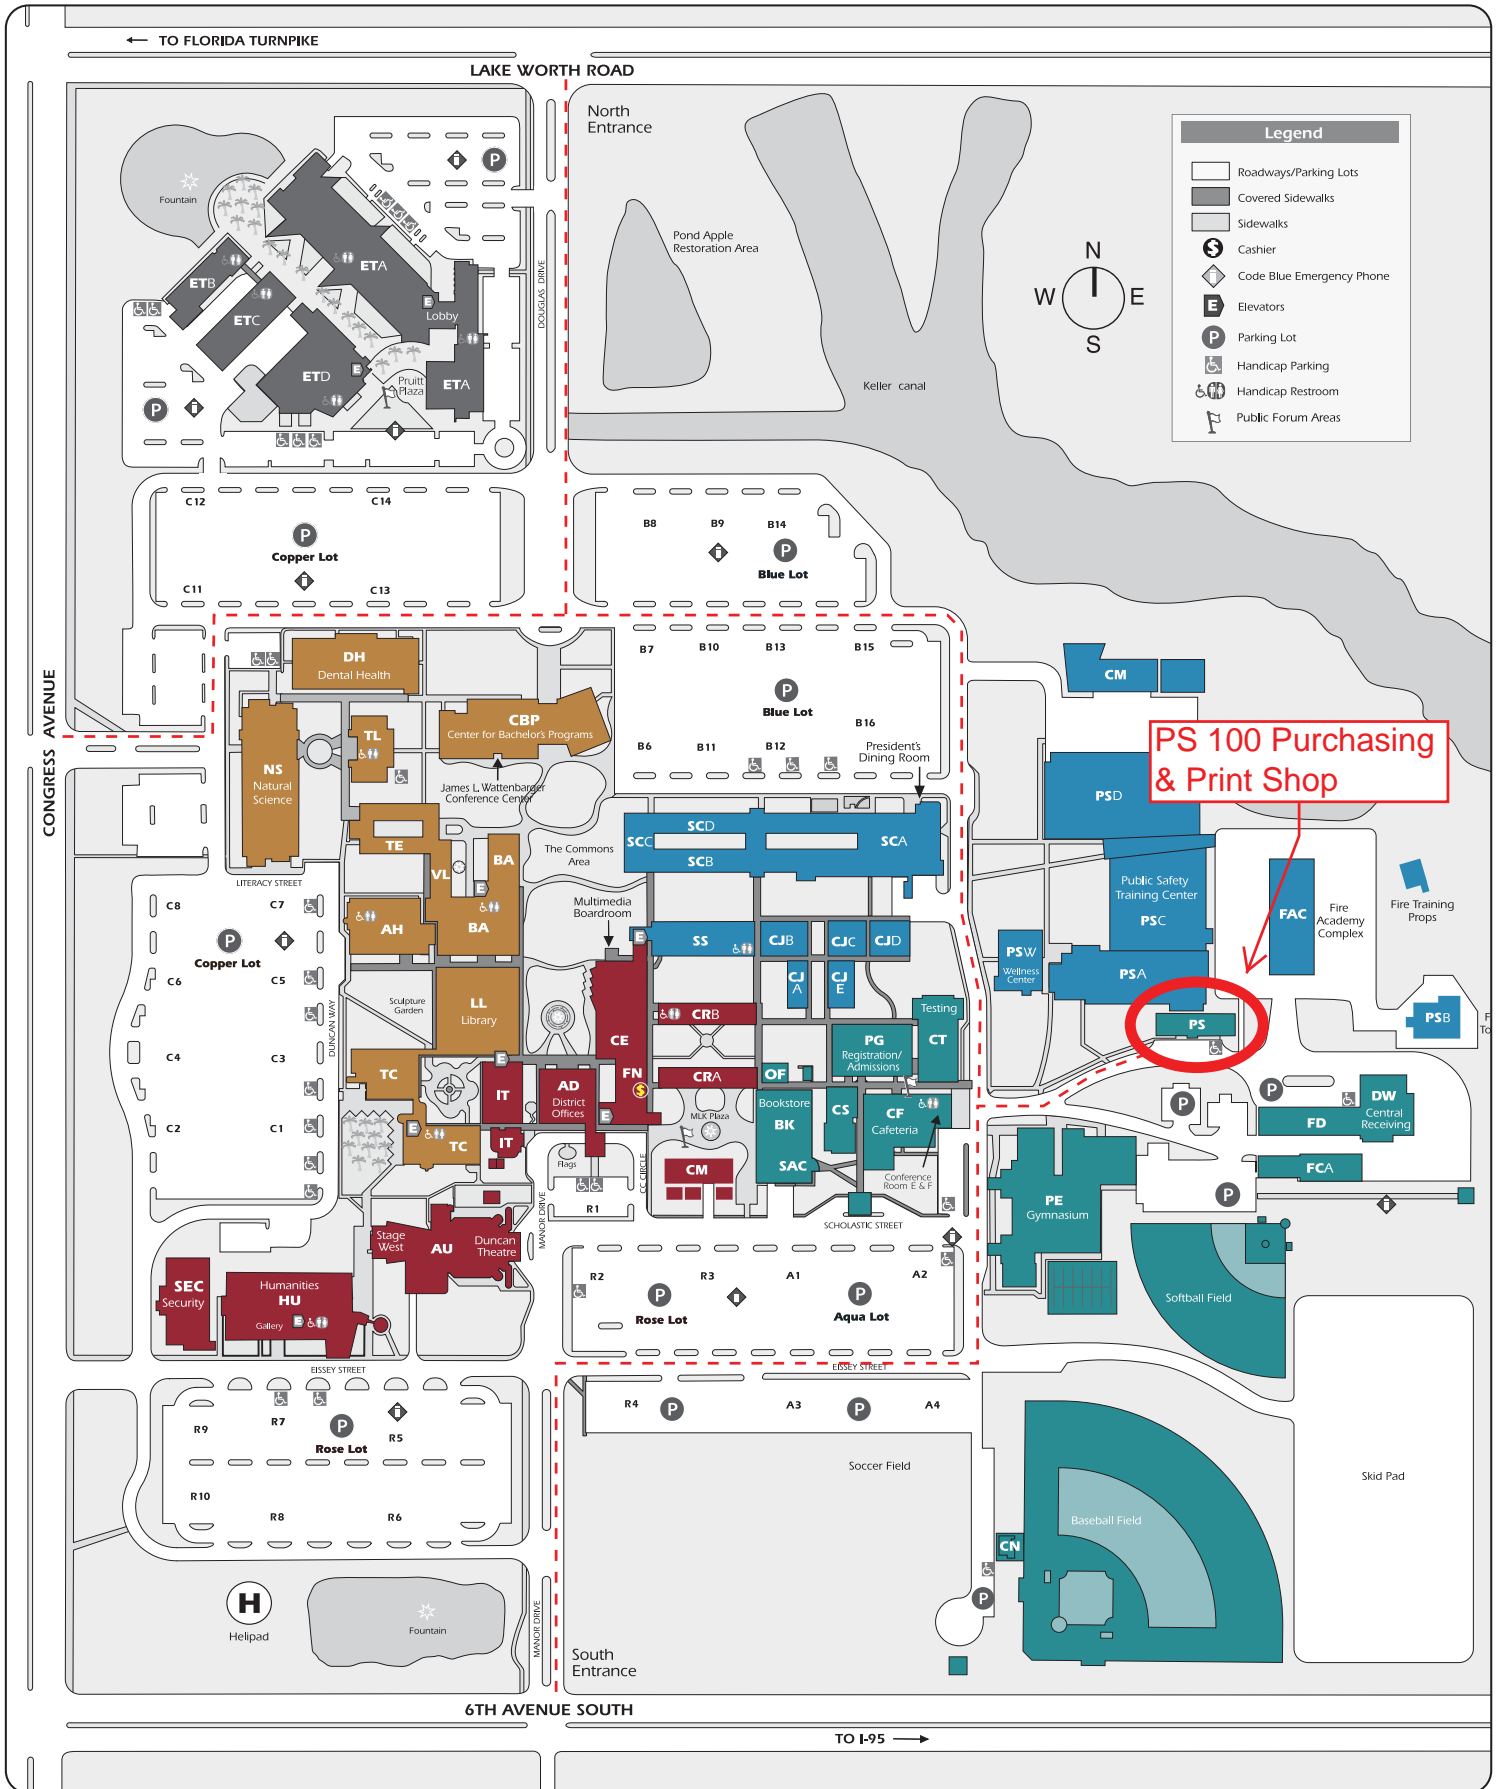 ← TO FLORIDA TURNPIKE
LAKE WORTH ROAD
North
Entrance
Legend
Roadways/Parking Lots
Covered Sidewalks
Sidewalks
$ Cashier
Code Blue Emergency Phone
E Elevators
P Parking Lot
Handicap Parking
Handicap Restroom
Public Forum Areas
N
W E
S
Fountain
P
ETA
ETB
ETC
E
Lobby
ETD
E
ETA
Pruitt
Plaza
P
DOUGLAS DRIVE
Pond Apple
Restoration Area
Keller canal
C12
C14
P
Copper Lot
C11
C13
B8
B9
B14
P
Blue Lot
CONGRESS AVENUE
DH
Dental Health
NS
Natural
Science
TL
CBP
Center for Bachelor's Programs
James L. Wattenbarger
Conference Center
B7
B10
B13
B15
P
Blue Lot
B16
B6
B11
B12
President's
Dining Room
CM
PS 100 Purchasing
& Print Shop
PSD
TE
VL
BA
E
BA
AH
LITERACY STREET
The Commons
Area
Multimedia
Boardroom
SCD
SCC
SCB
SCA
Public Safety
Training Center
PSC
FAC
Fire
Academy
Complex
Fire Training
Props
C8
C7
P
Copper Lot
C6
C5
DUNCAN WAY
C4
C3
C2
C1
Sculpture
Garden
LL
Library
E
SS
CJB
CJC
CJD
CJ
A
CJ
E
PSW
Wellness
Center
PSA
PS
PSB
F
To
CE
CRB
FN
$
CRA
Testing
CT
PG
Registration/
Admissions
OF
TC
E
IT
AD
District
Offices
E
MLK Plaza
Bookstore
BK
SAC
CS
CF
Cafeteria
Conference
Room E & F
E
TC
IT
Flags
CM
CC CIRCLE
R1
MANOR DRIVE
SCHOLASTIC STREET
P
P
DW
Central
Receiving
FD
FCA
P
PE
Gymnasium
Softball Field
Stage
West
AU
Duncan
Theatre
SEC
Security
Humanities
HU
Gallery
E
EISSEY STREET
R2
R3
A1
A2
P
Rose Lot
P
Aqua Lot
EISSEY STREET
R4
P
A3
P
A4
R9
R7
P
Rose Lot
R5
R10
R8
R6
Soccer Field
Skid Pad
Baseball Field
CN
P
H
Helipad
Fountain
MANOR DRIVE
South
Entrance
6TH AVENUE SOUTH
TO I-95 →